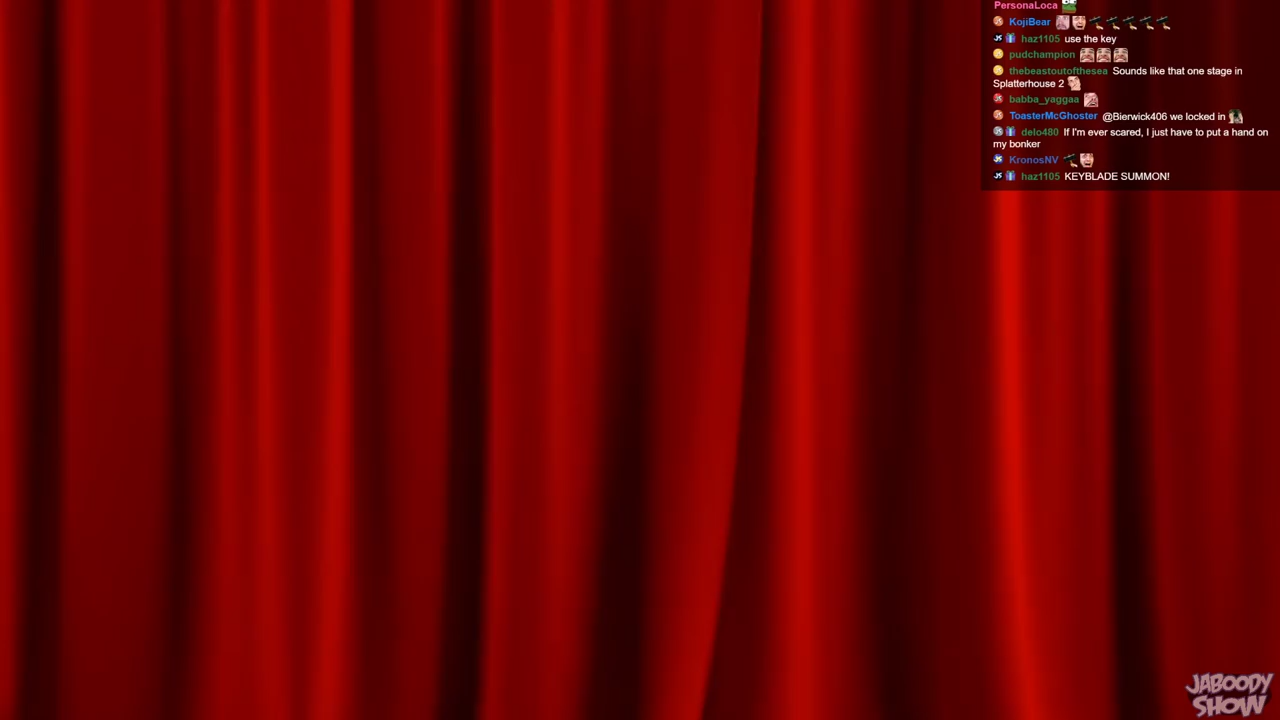 PersonaLoca
KojiBear
haz1105 use the key
pudchampion
thebeastoutofthesea Sounds like that one stage in
Splatterhouse 2
babba_yaggaa
ToasterMcGhoster @Bierwick406 we locked in
delo480 If I'm ever scared, I just have to put a hand on
my bonker
KronosNV
haz1105 KEYBLADE SUMMON!
JABOODY
SHOW